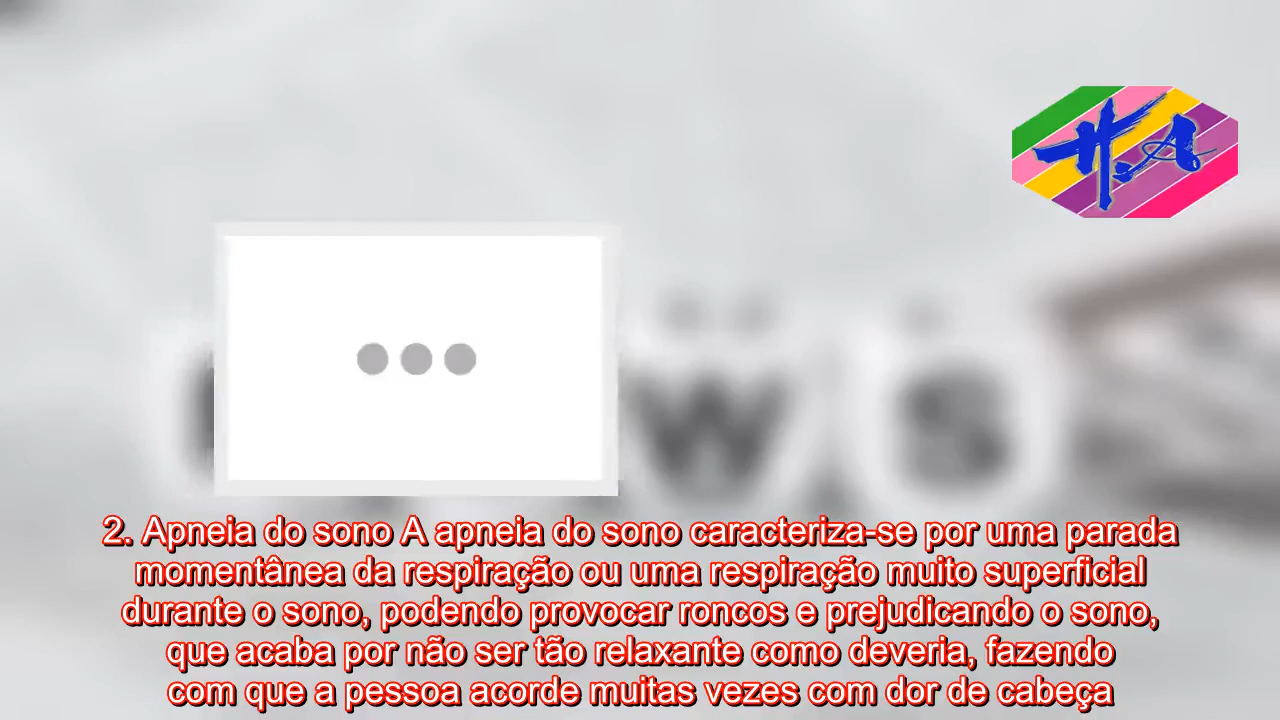 H.A
W S
2. Apneia do sono A apneia do sono caracteriza-se por uma parada
momentânea da respiração ou uma respiração muito superficial
durante o sono, podendo provocar roncos e prejudicando o sono,
que acaba por não ser tão relaxante como deveria, fazendo
com que a pessoa acorde muitas vezes com dor de cabeça